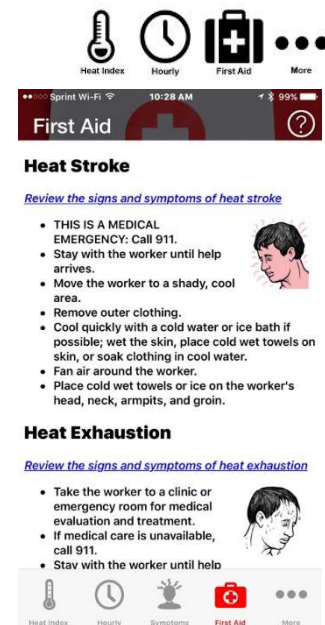 Heat Index Hourly First Aid More
Sprint Wi-Fi 10:28 AM 99%
First Aid ?
Heat Stroke
Review the signs and symptoms of heat stroke
• THIS IS A MEDICAL
EMERGENCY: Call 911.
• Stay with the worker until help
arrives.
• Move the worker to a shady, cool
area.
• Remove outer clothing.
• Cool quickly with a cold water or ice bath if
possible; wet the skin, place cold wet towels on
skin, or soak clothing in cool water.
• Fan air around the worker.
• Place cold wet towels or ice on the worker's
head, neck, armpits, and groin.
Heat Exhaustion
Review the signs and symptoms of heat exhaustion
• Take the worker to a clinic or
emergency room for medical
evaluation and treatment.
• If medical care is unavailable,
call 911.
• Stay with the worker until help
Heat Index Hourly Symptoms First Aid More